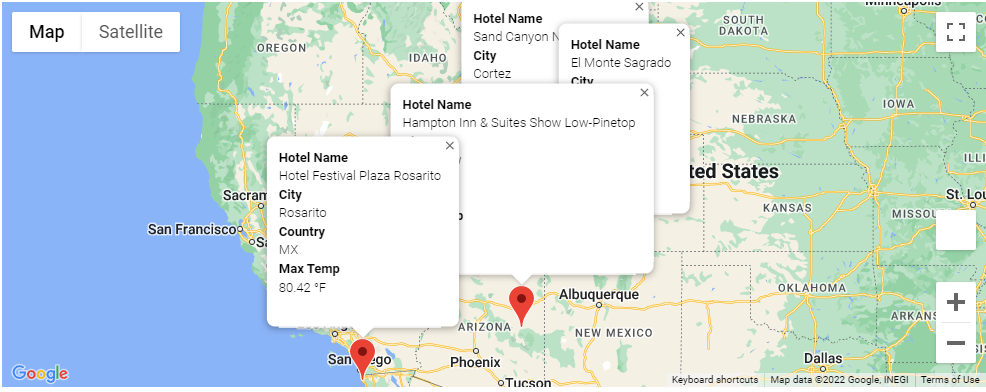 Map
Satellite
OREGON
IDAHO
SOUTH
DAKOTA
Minneapolis
IOWA
NEBRASKA
ted States
KANSAS
St. Lou
San Francisco
Hotel Name
Sand Canyon
City
Cortez
Hotel Name
El Monte Sagrado
City
Hotel Name
Hampton Inn & Suites Show Low-Pinetop
Hotel Name
Hotel Festival Plaza Rosarito
City
Rosarito
Country
MX
Max Temp
80.42 °F
Albuquerque
ARIZONA
NEW MEXICO
OKLAHOMA
Phoenix
Tucson
Dallas
Google
Keyboard shortcuts
Map data ©2022 Google, INEGI
Terms of Use